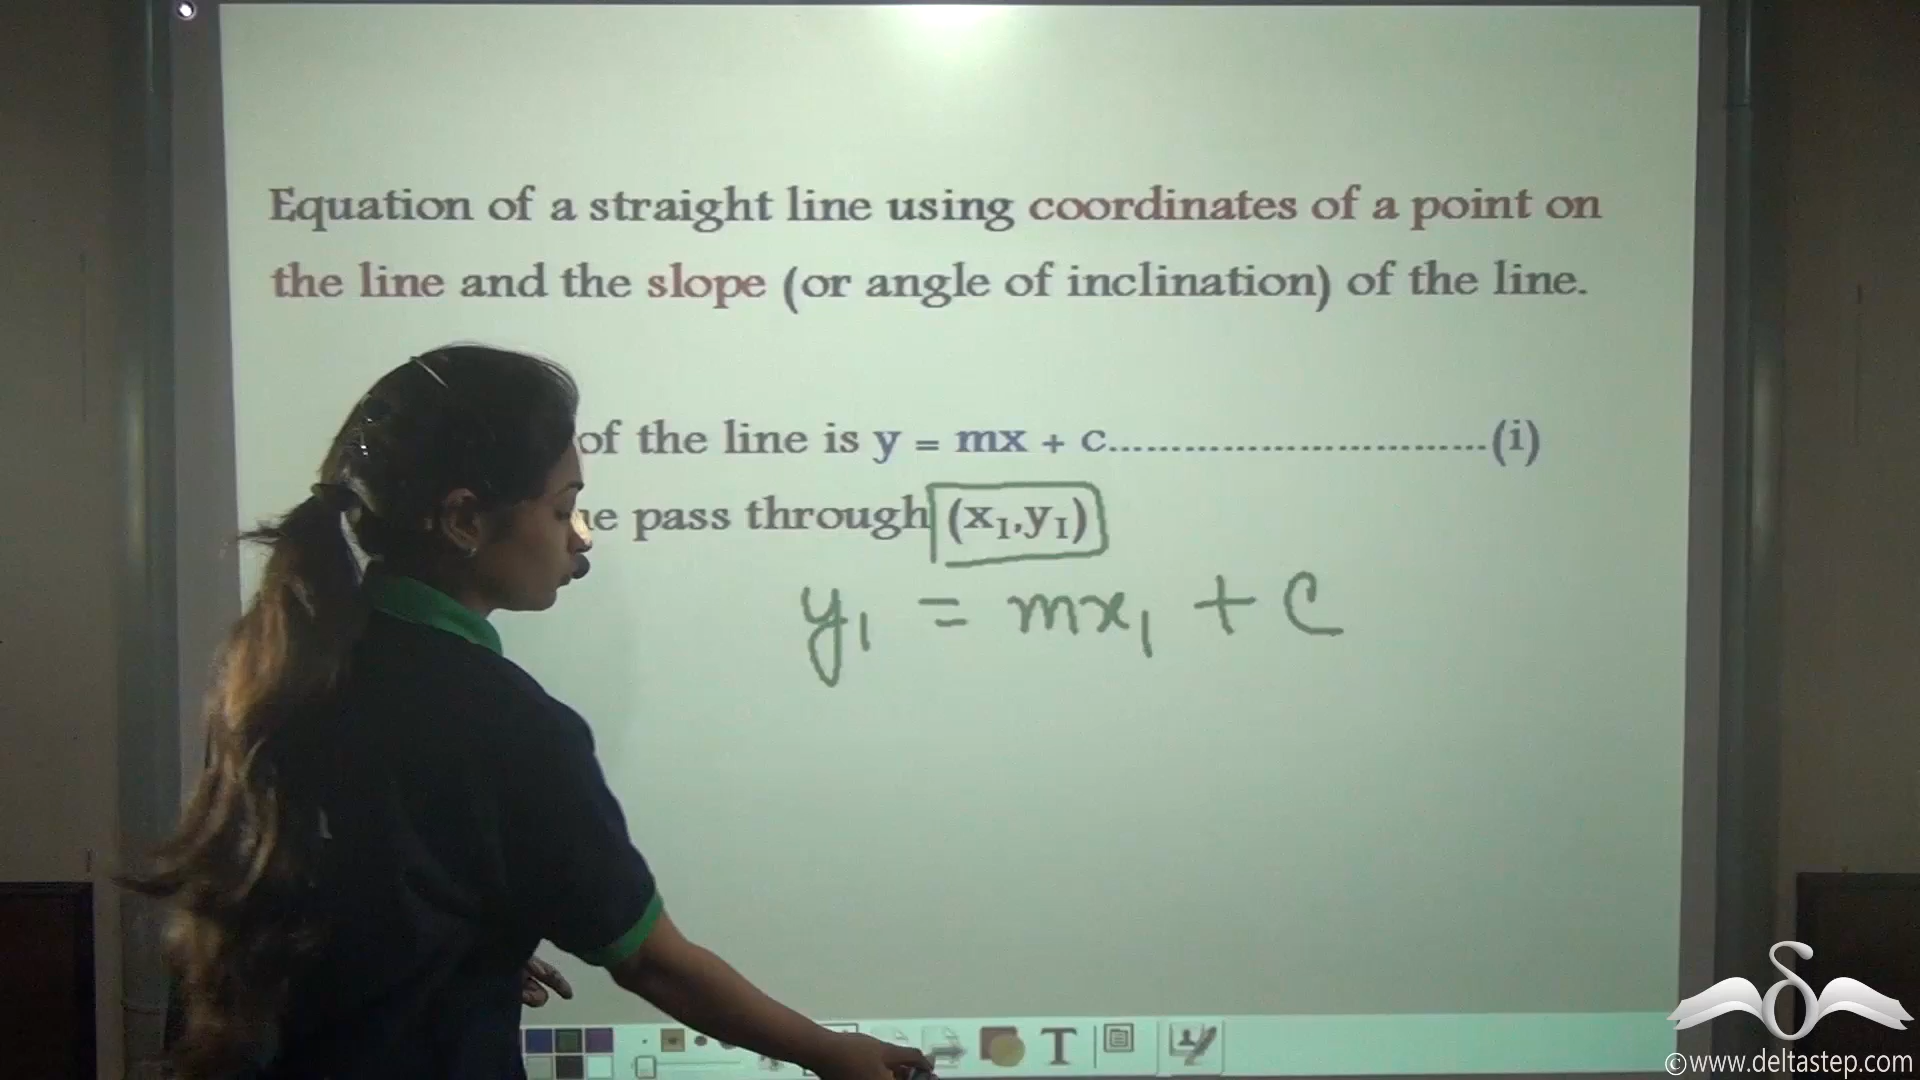 Equation of a straight line using coordinates of a point on
the line and the slope (or angle of inclination) of the line.
of the line is y = mx + c..............................(i)
pass through (x₁,y₁)
y₁ = mx₁ + c
T
©www.deltastep.com